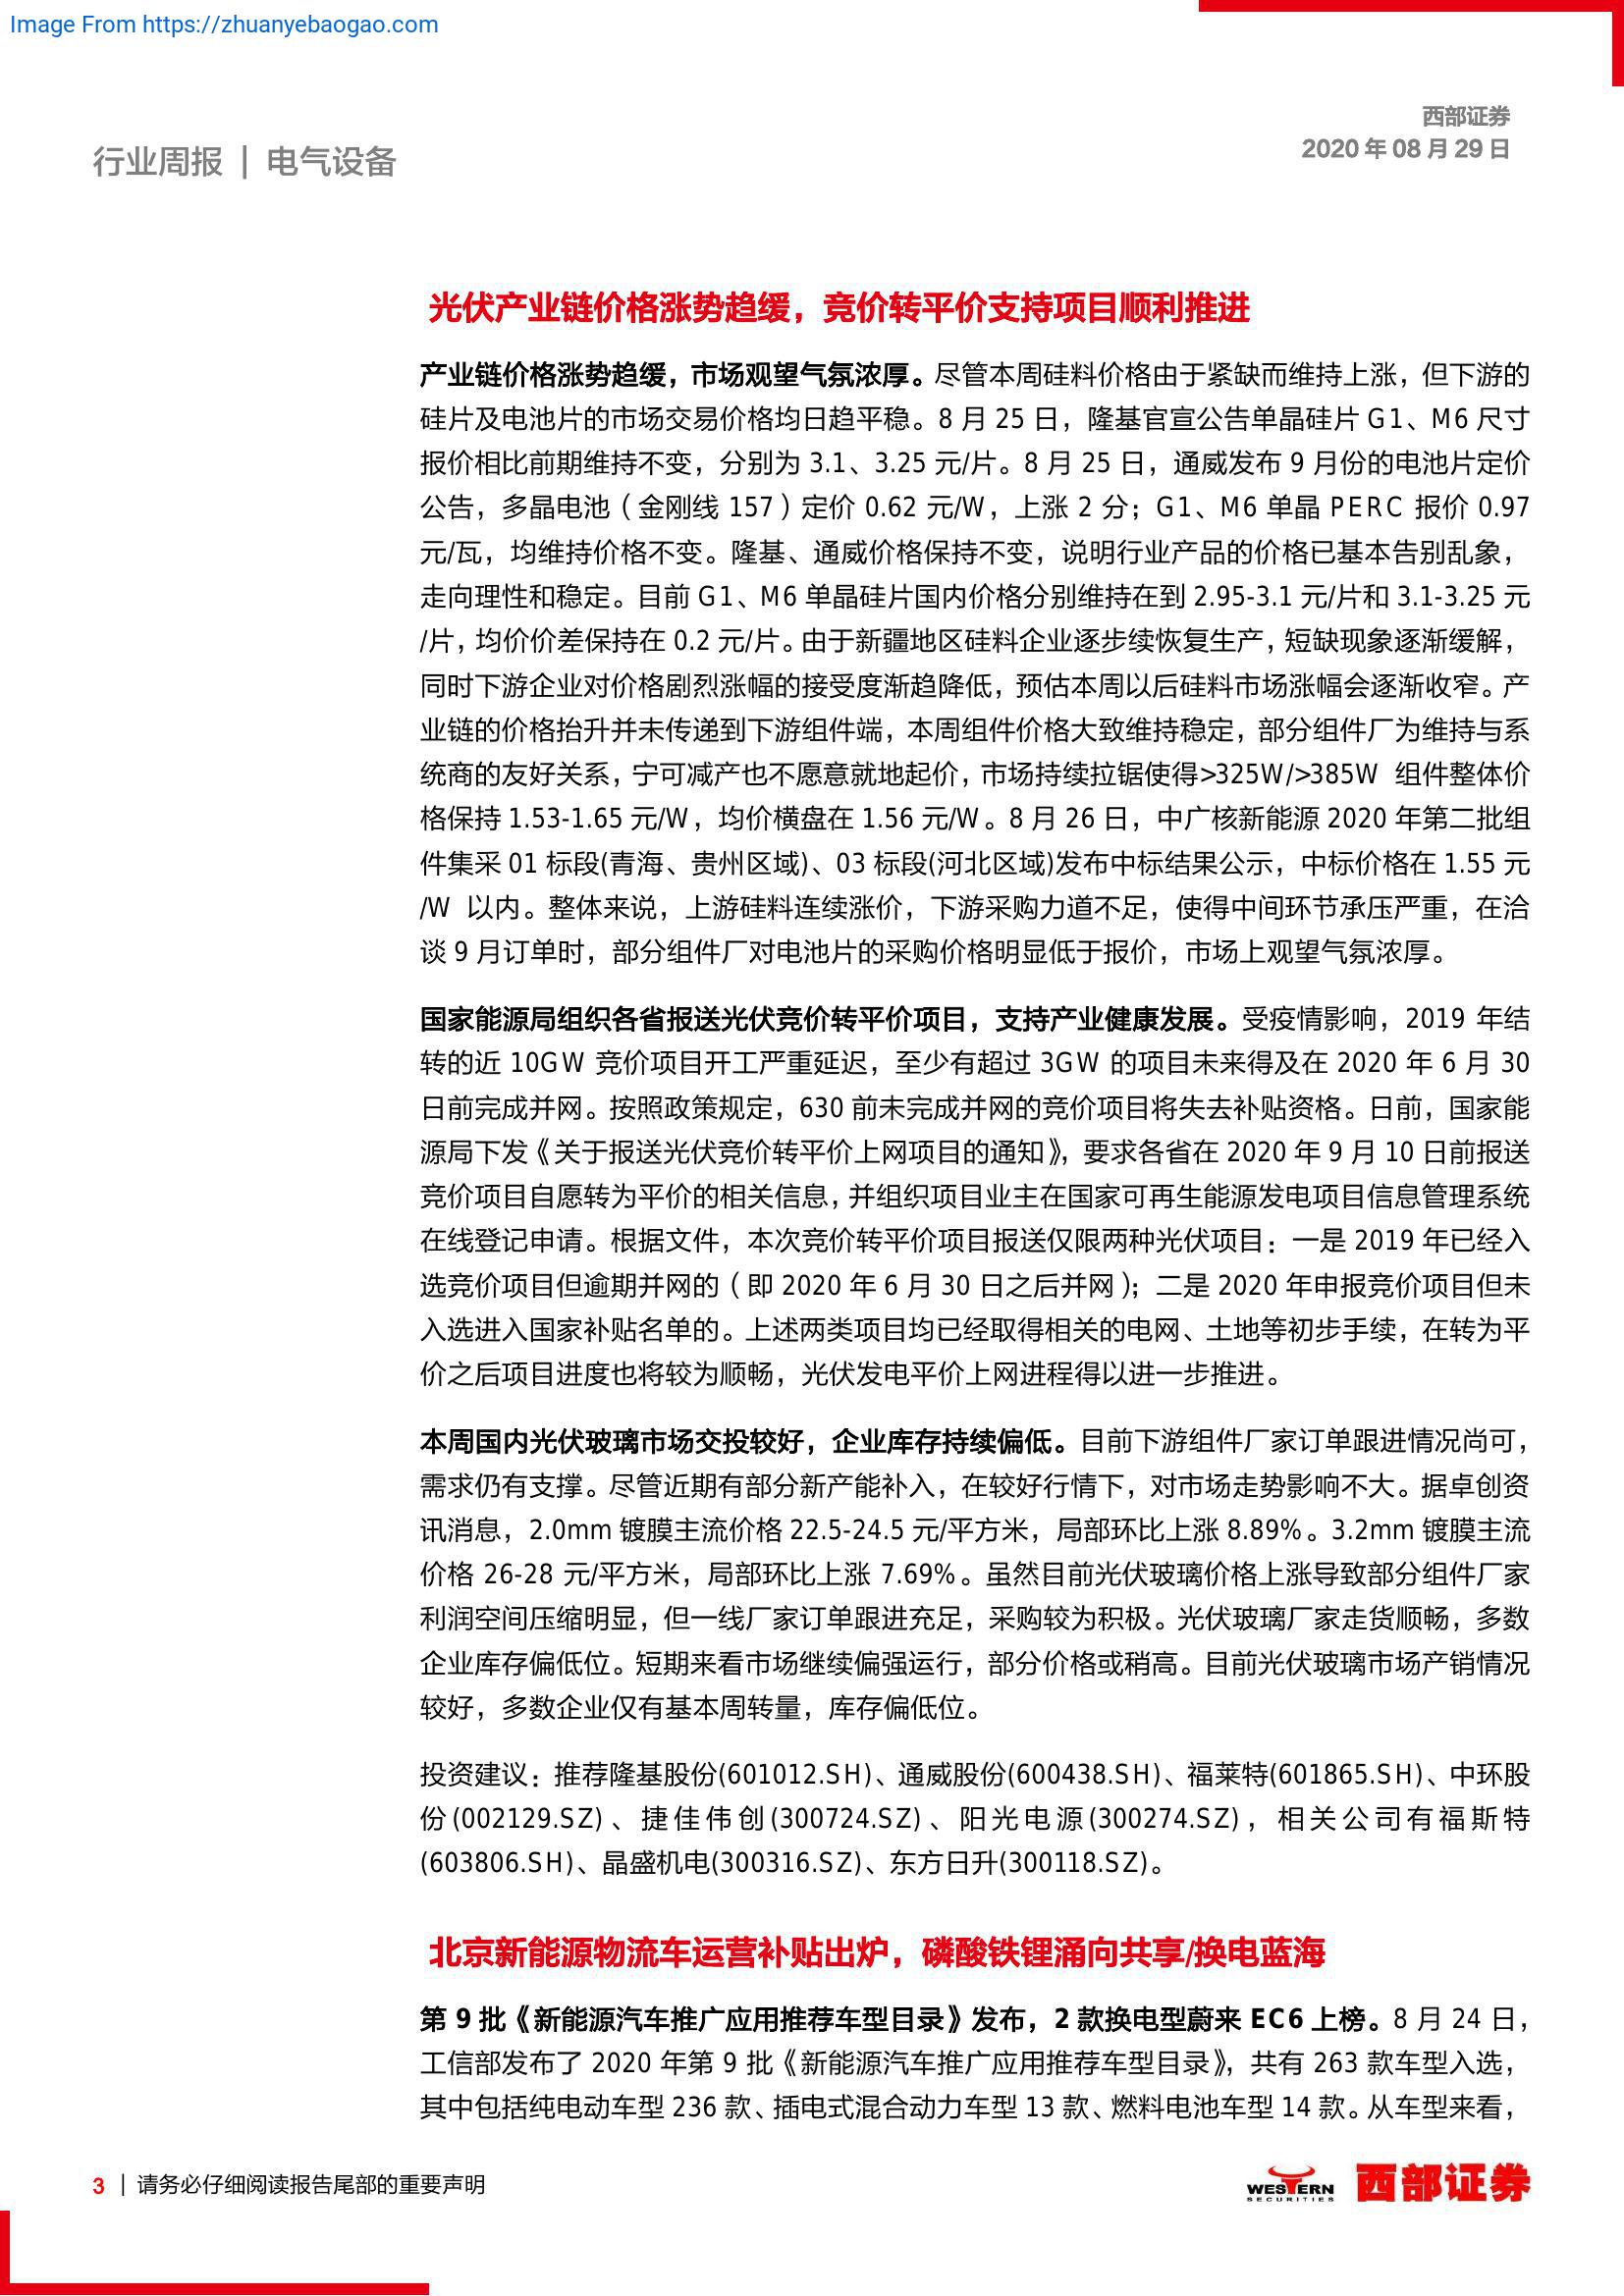 Image From https://zhuanyebaogao.com
西部证券
2020 年 08 月 29 日
行业周报 | 电气设备
光伏产业链价格涨势趋缓，竞价转平价支持项目顺利推进
产业链价格涨势趋缓，市场观望气氛浓厚。尽管本周硅料价格由于紧缺而维持上涨，但下游的
硅片及电池片的市场交易价格均日趋平稳。8 月 25 日，隆基官宣公告单晶硅片 G1、M6 尺寸
报价相比前期维持不变，分别为 3.1、3.25 元/片。8 月 25 日，通威发布 9 月份的电池片定价
公告，多晶电池（金刚线 157）定价 0.62 元/W，上涨 2 分；G1、M6 单晶 PERC 报价 0.97
元/瓦，均维持价格不变。隆基、通威价格保持不变，说明行业产品的价格已基本告别乱象，
走向理性和稳定。目前 G1、M6 单晶硅片国内价格分别维持在到 2.95-3.1 元/片和 3.1-3.25 元
/片，均价价差保持在 0.2 元/片。由于新疆地区硅料企业逐步续恢复生产，短缺现象逐渐缓解，
同时下游企业对价格剧烈涨幅的接受度渐趋降低，预估本周以后硅料市场涨幅会逐渐收窄。产
业链的价格抬升并未传递到下游组件端，本周组件价格大致维持稳定，部分组件厂为维持与系
统商的友好关系，宁可减产也不愿意就地起价，市场持续拉锯使得>325W/>385W 组件整体价
格保持 1.53-1.65 元/W，均价横盘在 1.56 元/W。8 月 26 日，中广核新能源 2020 年第二批组
件集采 01 标段(青海、贵州区域)、03 标段(河北区域)发布中标结果公示，中标价格在 1.55 元
/W 以内。整体来说，上游硅料连续涨价，下游采购力道不足，使得中间环节承压严重，在洽
谈 9 月订单时，部分组件厂对电池片的采购价格明显低于报价，市场上观望气氛浓厚。
国家能源局组织各省报送光伏竞价转平价项目，支持产业健康发展。受疫情影响，2019 年结
转的近 10GW 竞价项目开工严重延迟，至少有超过 3GW 的项目未来得及在 2020 年 6 月 30
日前完成并网。按照政策规定，630 前未完成并网的竞价项目将失去补贴资格。日前，国家能
源局下发《关于报送光伏竞价转平价上网项目的通知》，要求各省在 2020 年 9 月 10 日前报送
竞价项目自愿转为平价的相关信息，并组织项目业主在国家可再生能源发电项目信息管理系统
在线登记申请。根据文件，本次竞价转平价项目报送仅限两种光伏项目：一是 2019 年已经入
选竞价项目但逾期并网的（即 2020 年 6 月 30 日之后并网）；二是 2020 年申报竞价项目但未
入选进入国家补贴名单的。上述两类项目均已经取得相关的电网、土地等初步手续，在转为平
价之后项目进度也将较为顺畅，光伏发电平价上网进程得以进一步推进。
本周国内光伏玻璃市场交投较好，企业库存持续偏低。目前下游组件厂家订单跟进情况尚可，
需求仍有支撑。尽管近期有部分新产能补入，在较好行情下，对市场走势影响不大。据卓创资
讯消息，2.0mm 镀膜主流价格 22.5-24.5 元/平方米，局部环比上涨 8.89%。3.2mm 镀膜主流
价格 26-28 元/平方米，局部环比上涨 7.69%。虽然目前光伏玻璃价格上涨导致部分组件厂家
利润空间压缩明显，但一线厂家订单跟进充足，采购较为积极。光伏玻璃厂家走货顺畅，多数
企业库存偏低位。短期来看市场继续偏强运行，部分价格或稍高。目前光伏玻璃市场产销情况
较好，多数企业仅有基本周转量，库存偏低位。
投资建议：推荐隆基股份(601012.SH)、通威股份(600438.SH)、福莱特(601865.SH)、中环股
份(002129.SZ)、捷佳伟创(300724.SZ)、阳光电源(300274.SZ)，相关公司有福斯特
(603806.SH)、晶盛机电(300316.SZ)、东方日升(300118.SZ)。
北京新能源物流车运营补贴出炉，磷酸铁锂涌向共享/换电蓝海
第 9 批《新能源汽车推广应用推荐车型目录》发布，2 款换电型蔚来 EC6 上榜。8 月 24 日，
工信部发布了 2020 年第 9 批《新能源汽车推广应用推荐车型目录》，共有 263 款车型入选，
其中包括纯电动车型 236 款、插电式混合动力车型 13 款、燃料电池车型 14 款。从车型来看，
3 | 请务必仔细阅读报告尾部的重要声明
WESTERN
SECURITIES
西部证券